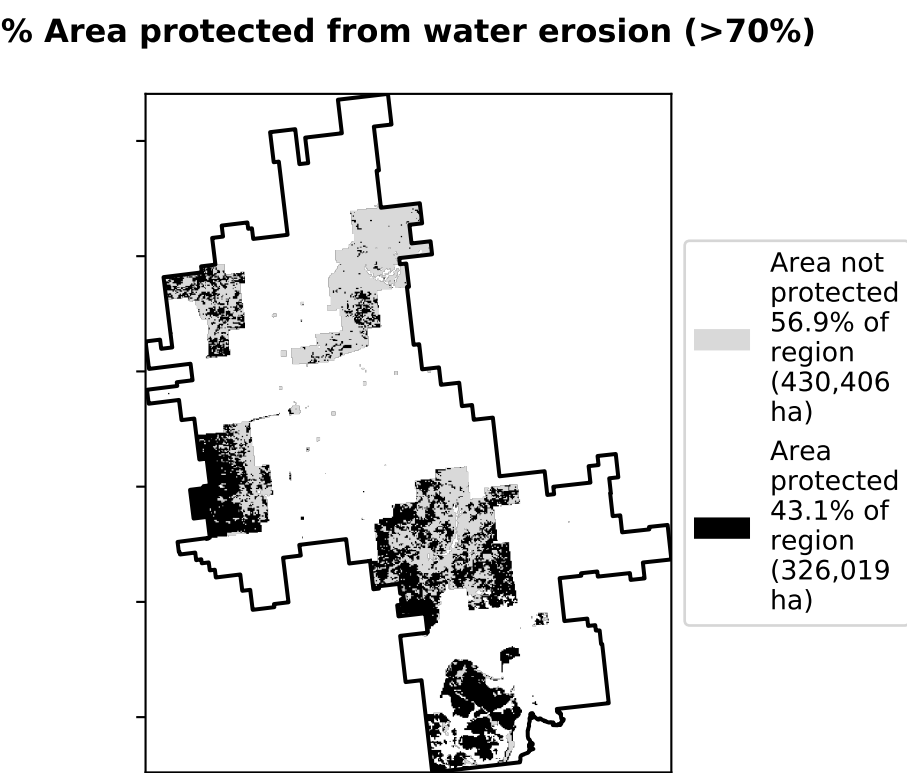 % Area protected from water erosion (>70%)
Area not
protected
56.9% of
region
(430,406
ha)
Area
protected
43.1% of
region
(326,019
ha)